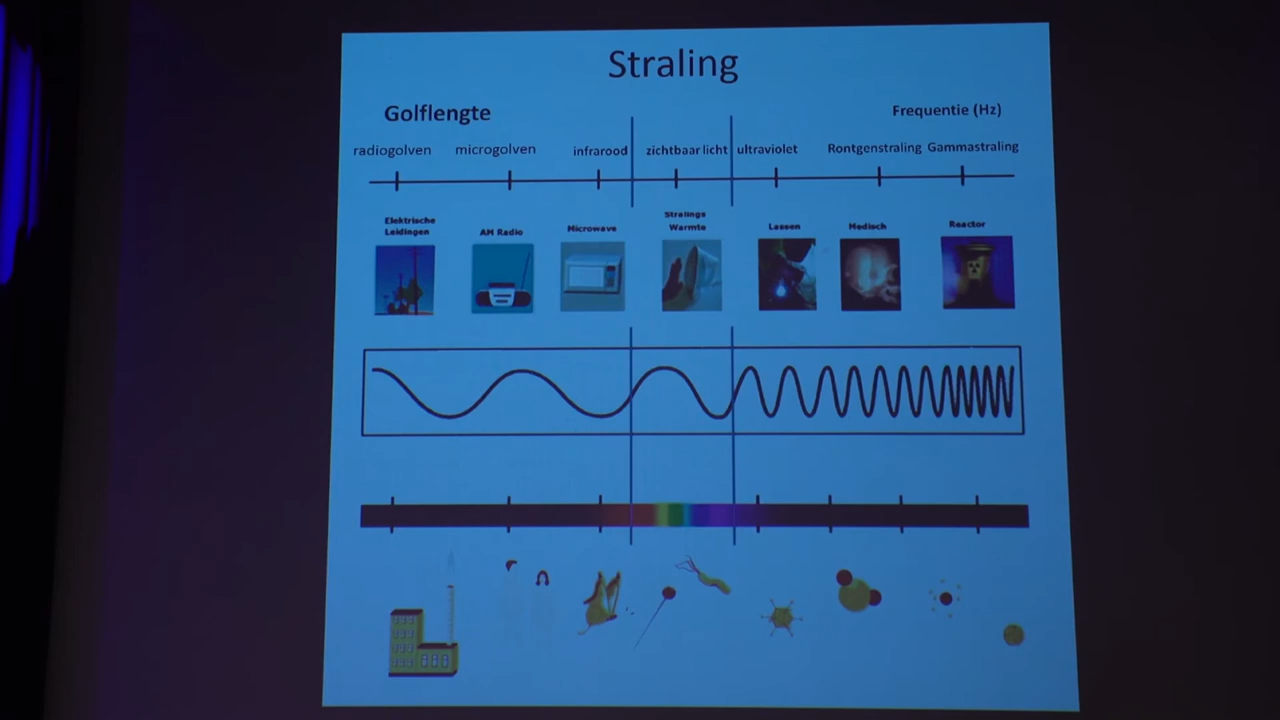 Straling
Golflengte
Frequentie (Hz)
radiogolven microgolven infrarood zichtbaar licht ultraviolet Rontgenstraling Gammastraling
Elektrische
Leidingen
AM Radio
Microwave
Stralings
Warmte
Lassen
Medisch
Reactor